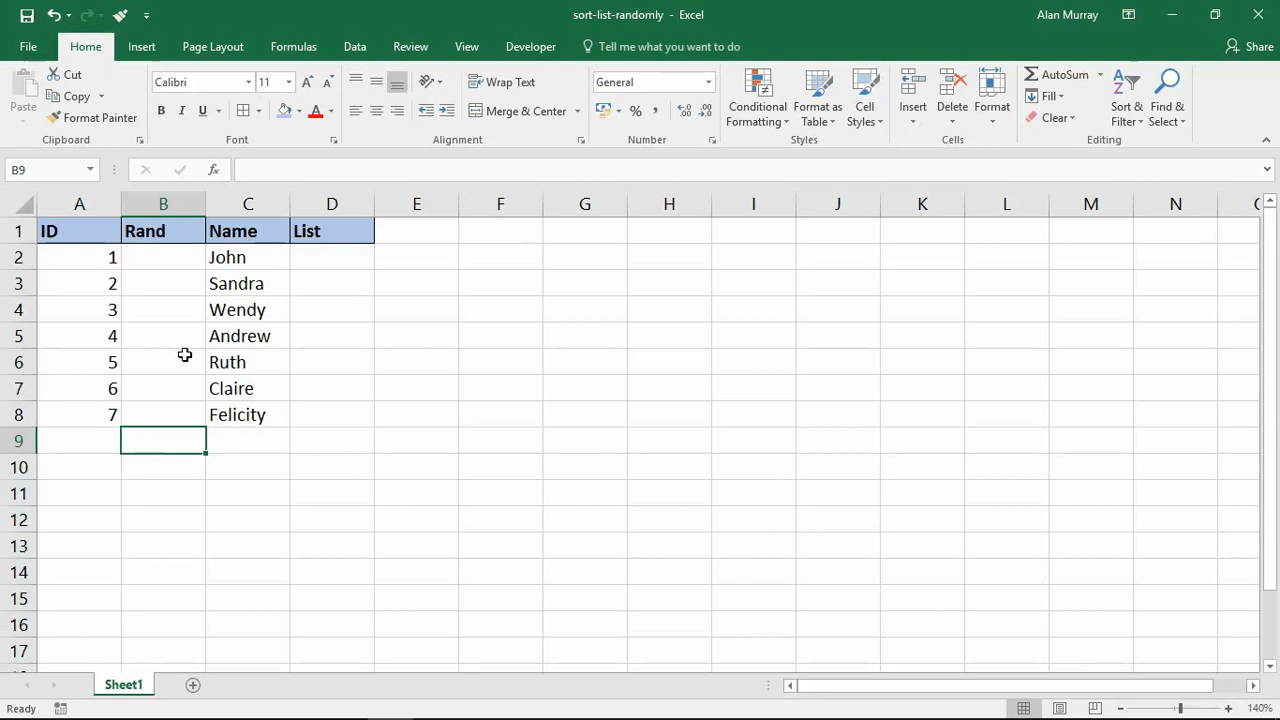 sort-list-randomly - Excel
Alan Murray
File Home Insert Page Layout Formulas Data Review View Developer Tell me what you want to do Share
Paste
Cut
Copy
Format Painter
Clipboard
Calibri 11
B I U
Font
Wrap Text
Merge & Center
Alignment
General
Number
Conditional
Formatting
Format as
Table
Cell
Styles
Styles
Insert Delete Format
Cells
AutoSum
Fill
Clear
Sort &
Filter
Find &
Select
Editing
B9
fx
A B C D E F G H I J K L M N
1 ID Rand Name List
2 1 John
3 2 Sandra
4 3 Wendy
5 4 Andrew
6 5 Ruth
7 6 Claire
8 7 Felicity
9
10
11
12
13
14
15
16
17
Sheet1
Ready
140%